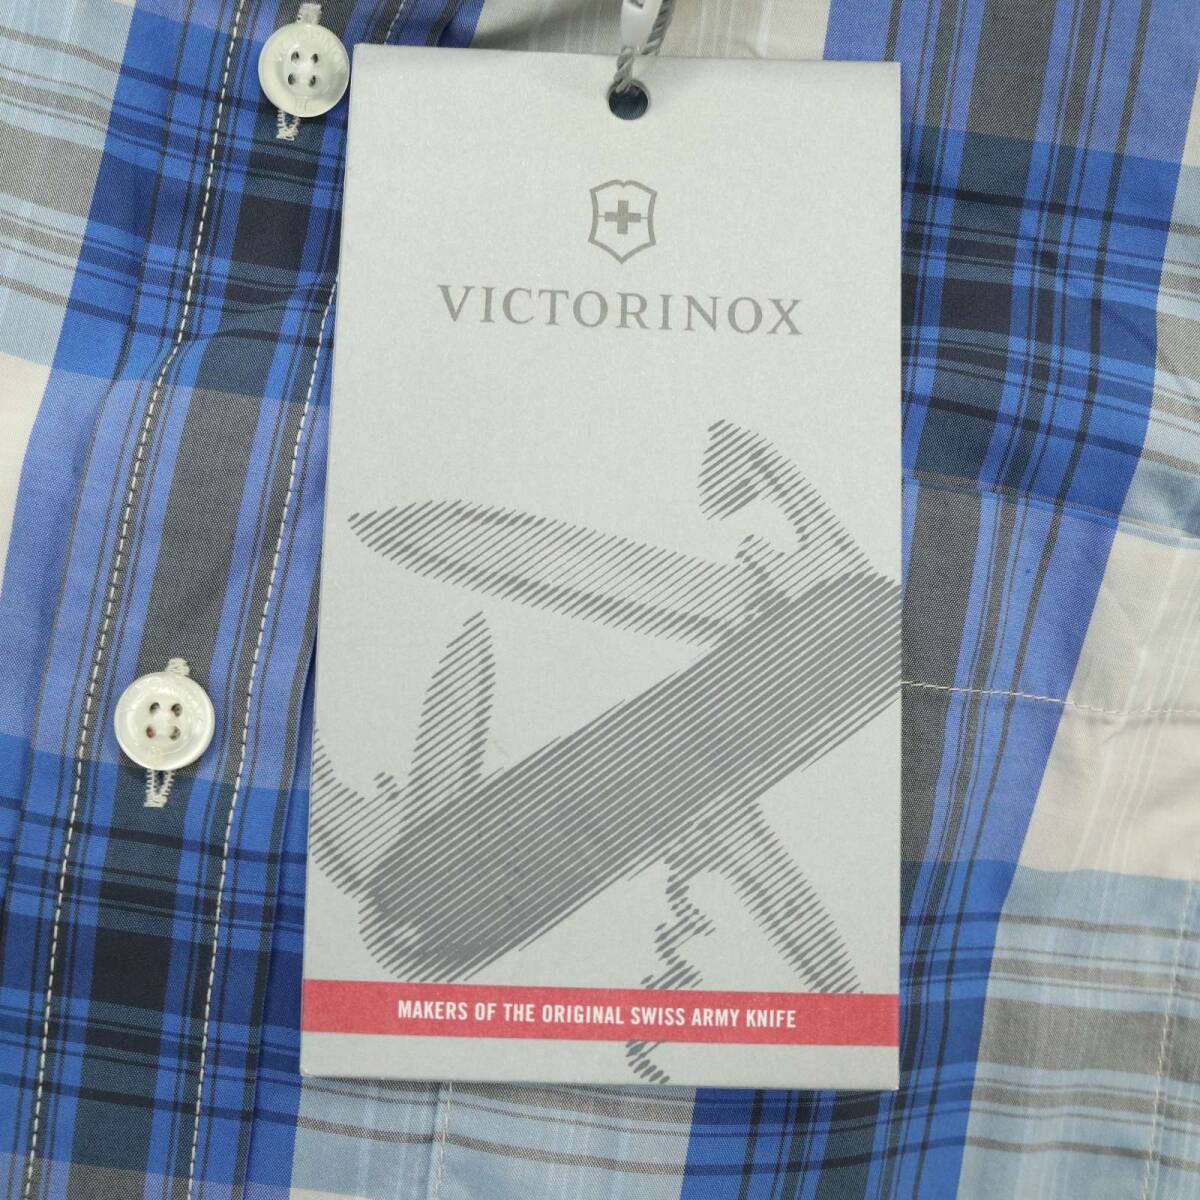 VICTORINOX
MAKERS OF THE ORIGINAL SWISS ARMY KNIFE